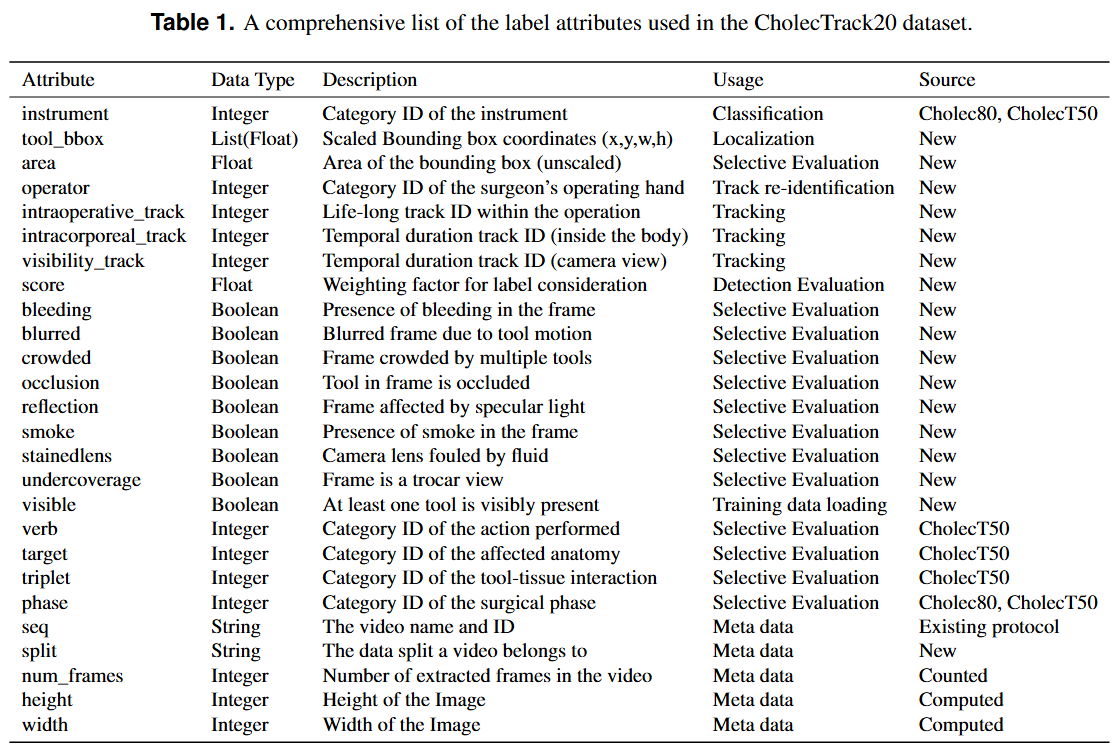 Table 1. A comprehensive list of the label attributes used in the CholecTrack20 dataset.
Attribute Data Type Description Usage Source
instrument Integer Category ID of the instrument Classification Cholec80, CholecT50
tool_bbox List(Float) Scaled Bounding box coordinates (x,y,w,h) Localization New
area Float Area of the bounding box (unscaled) Selective Evaluation New
operator Integer Category ID of the surgeon's operating hand Track re-identification New
intraoperative_track Integer Life-long track ID within the operation Tracking New
intracorporeal_track Integer Temporal duration track ID (inside the body) Tracking New
visibility_track Integer Temporal duration track ID (camera view) Tracking New
score Float Weighting factor for label consideration Detection Evaluation New
bleeding Boolean Presence of bleeding in the frame Selective Evaluation New
blurred Boolean Blurred frame due to tool motion Selective Evaluation New
crowded Boolean Frame crowded by multiple tools Selective Evaluation New
occlusion Boolean Tool in frame is occluded Selective Evaluation New
reflection Boolean Frame affected by specular light Selective Evaluation New
smoke Boolean Presence of smoke in the frame Selective Evaluation New
stainedlens Boolean Camera lens fouled by fluid Selective Evaluation New
undercoverage Boolean Frame is a trocar view Selective Evaluation New
visible Boolean At least one tool is visibly present Training data loading New
verb Integer Category ID of the action performed Selective Evaluation CholecT50
target Integer Category ID of the affected anatomy Selective Evaluation CholecT50
triplet Integer Category ID of the tool-tissue interaction Selective Evaluation CholecT50
phase Integer Category ID of the surgical phase Selective Evaluation Cholec80, CholecT50
seq String The video name and ID Meta data Existing protocol
split String The data split a video belongs to Meta data New
num_frames Integer Number of extracted frames in the video Meta data Counted
height Integer Height of the Image Meta data Computed
width Integer Width of the Image Meta data Computed